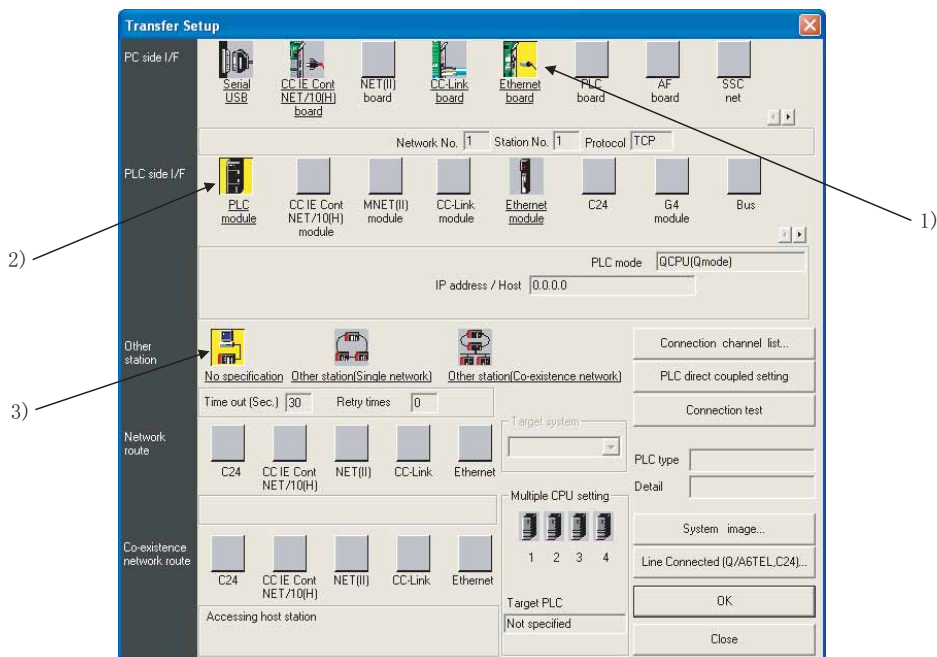 Transfer Setup
PC side I/F
Serial
USB
CC IE Cont
NET/10(H)
board
NET(II)
board
CC-Link
board
Ethernet
board
PLC
board
AF
board
SSC
net
Network No. 1 Station No. 1 Protocol TCP
1)
PLC side I/F
PLC
module
CC IE Cont
NET/10(H)
module
MNET(II)
module
CC-Link
module
Ethernet
module
C24
G4
module
Bus
2)
PLC mode QCPU(Qmode)
IP address / Host 0.0.0.0
Other
station
No specification
Other station(Single network)
Other station(Co-existence network)
3)
Time out (Sec.) 30 Retry times 0
Connection channel list...
PLC direct coupled setting
Connection test
Network
route
C24
CC IE Cont
NET/10(H)
NET(II)
CC-Link
Ethernet
Target system
PLC type
Detail
Multiple CPU setting
1 2 3 4
Target PLC
Not specified
System image...
Line Connected (Q/A6TEL,C24)...
OK
Close
Co-existence
network route
C24
CC IE Cont
NET/10(H)
NET(II)
CC-Link
Ethernet
Accessing host station